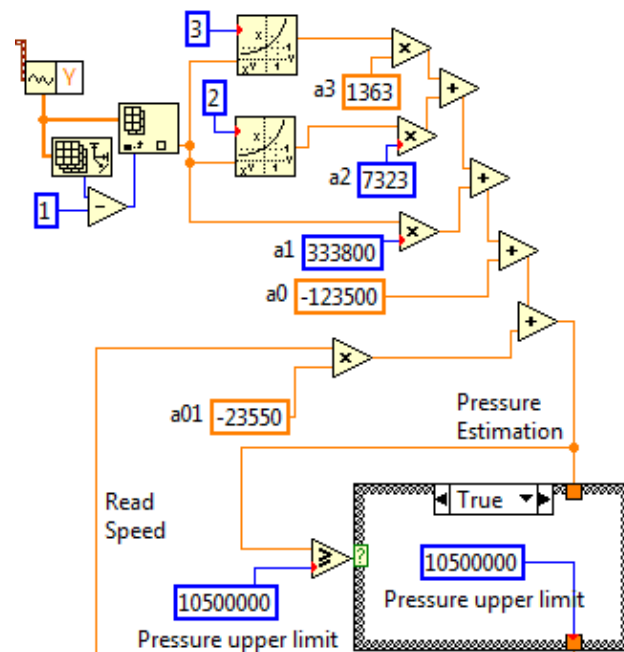 3
Y
a3 1363
2
a2 7323
1
a1 333800
a0 -123500
a01 -23550
Pressure
Estimation
Read
Speed
True
?
10500000
Pressure upper limit
10500000
Pressure upper limit